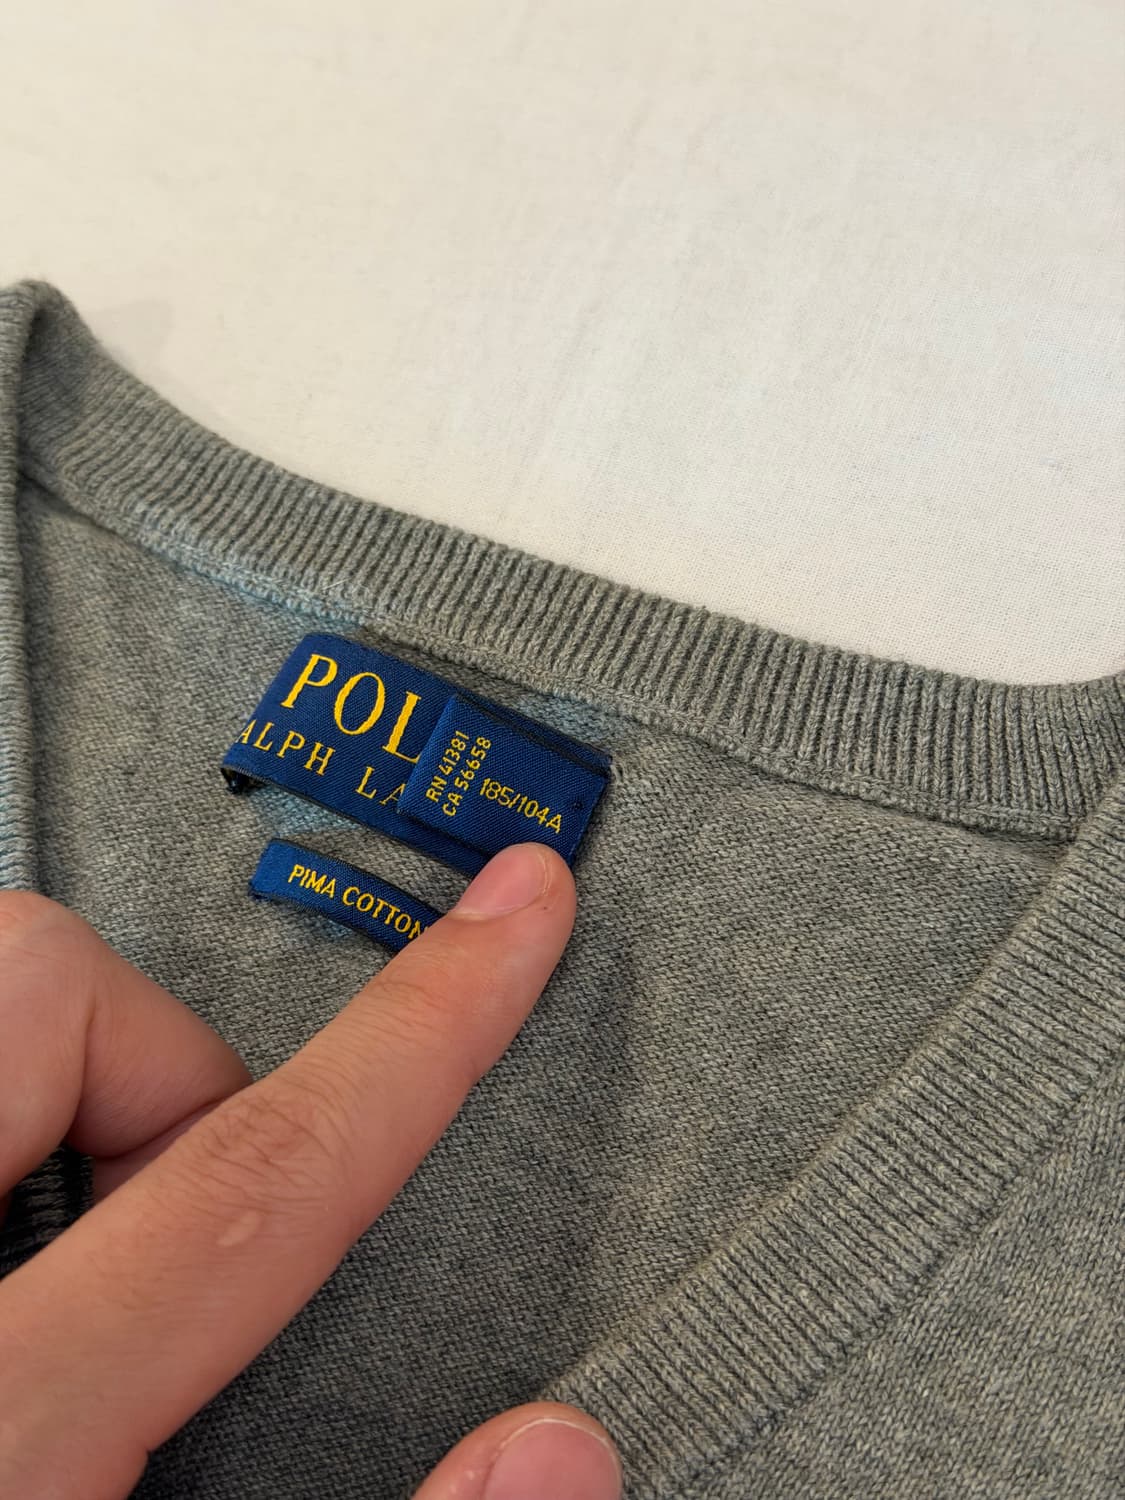 POL
ALPH LA
RN 41381
CA 56658
185/104A
PIMA COTTON